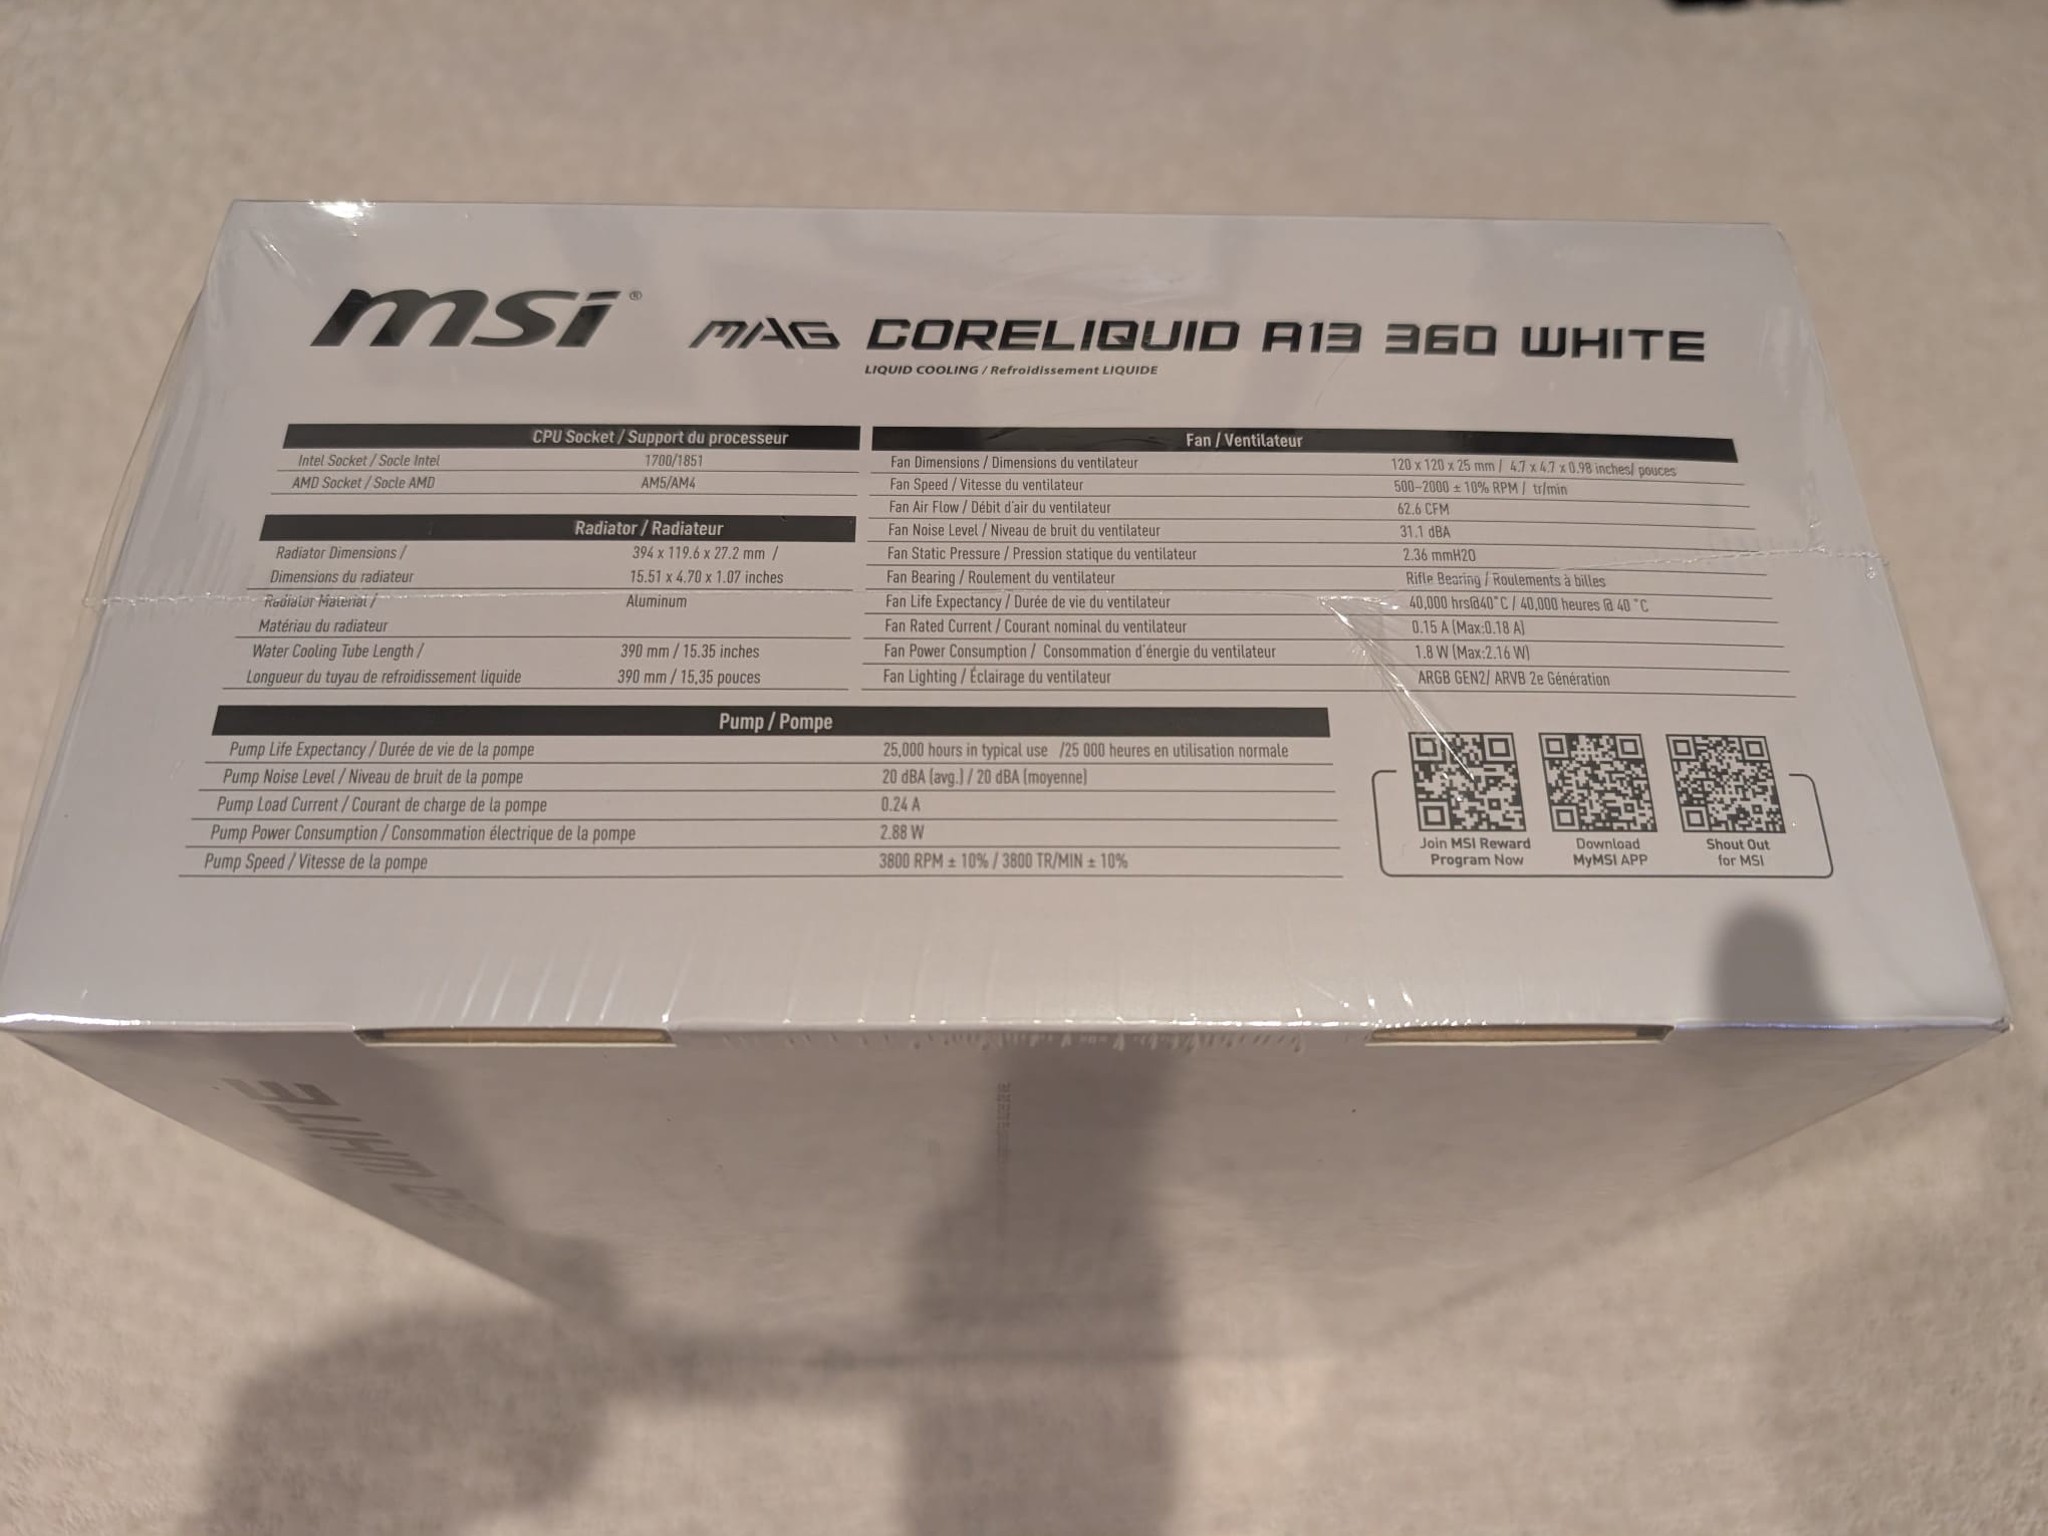 msi®
MAG CORELIQUID A13 360 WHITE
LIQUID COOLING / Refroidissement LIQUIDE
CPU Socket / Support du processeur
Intel Socket / Socle Intel 1700/1851
AMD Socket / Socle AMD AM5/AM4
Radiator / Radiateur
Radiator Dimensions / 394 x 119.6 x 27.2 mm /
Dimensions du radiateur 15.51 x 4.70 x 1.07 inches
Radiator Material / Aluminum
Matériau du radiateur
Water Cooling Tube Length / 390 mm / 15.35 inches
Longueur du tuyau de refroidissement liquide 390 mm / 15,35 pouces
Fan / Ventilateur
Fan Dimensions / Dimensions du ventilateur 120 x 120 x 25 mm / 4.7 x 4.7 x 0.98 inches/ pouces
Fan Speed / Vitesse du ventilateur 500-2000 ± 10% RPM / tr/min
Fan Air Flow / Débit d'air du ventilateur 62.6 CFM
Fan Noise Level / Niveau de bruit du ventilateur 31.1 dBA
Fan Static Pressure / Pression statique du ventilateur 2.36 mmH2O
Fan Bearing / Roulement du ventilateur Rifle Bearing / Roulements à billes
Fan Life Expectancy / Durée de vie du ventilateur 40,000 hrs@40°C / 40,000 heures @ 40 °C
Fan Rated Current / Courant nominal du ventilateur 0.15 A (Max:0.18 A)
Fan Power Consumption / Consommation d'énergie du ventilateur 1.8 W (Max:2.16 W)
Fan Lighting / Éclairage du ventilateur ARGB GEN2/ ARVB 2e Génération
Pump / Pompe
Pump Life Expectancy / Durée de vie de la pompe 25,000 hours in typical use /25 000 heures en utilisation normale
Pump Noise Level / Niveau de bruit de la pompe 20 dBA (avg.) / 20 dBA (moyenne)
Pump Load Current / Courant de charge de la pompe 0.24 A
Pump Power Consumption / Consommation électrique de la pompe 2.88 W
Pump Speed / Vitesse de la pompe 3800 RPM ± 10% / 3800 TR/MIN ± 10%
Join MSI Reward
Program Now
Download
MyMSI APP
Shout Out
for MSI
WHITE